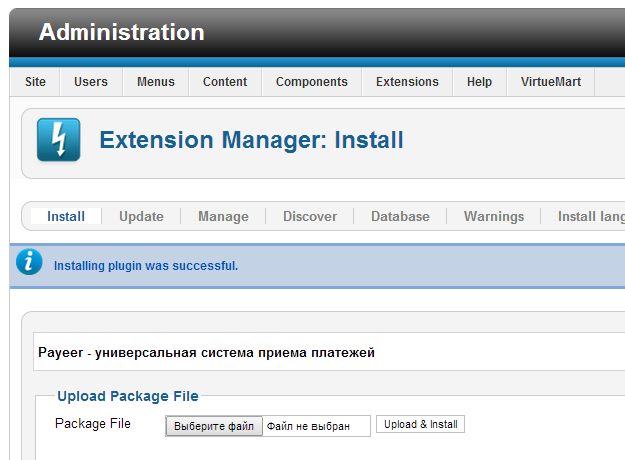 Administration
Site Users Menus Content Components Extensions Help VirtueMart
Extension Manager: Install
Install Update Manage Discover Database Warnings Install lang
Installing plugin was successful.
Payeer - универсальная система приема платежей
Upload Package File
Package File Выберите файл Файл не выбран Upload & Install